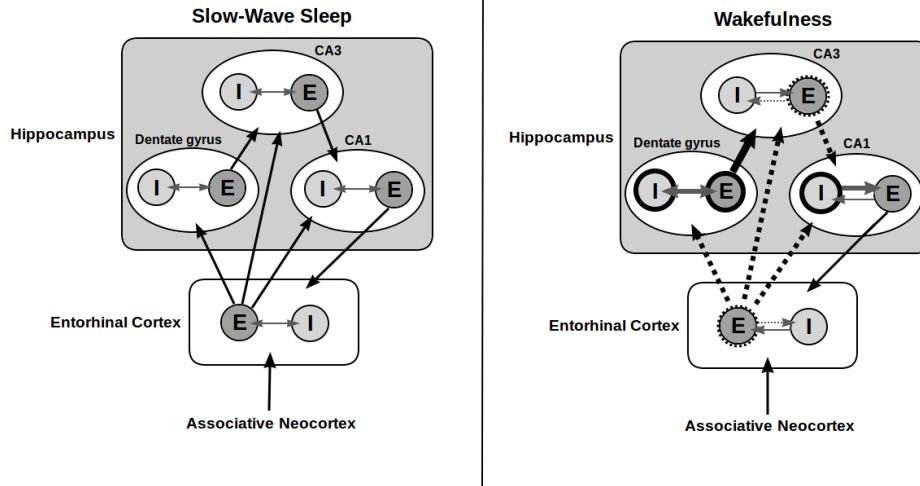 Slow-Wave Sleep
CA3
I
E
Hippocampus
Dentate gyrus
CA1
I
E
I
E
Entorhinal Cortex
E
I
Associative Neocortex
Wakefulness
CA3
I
E
Hippocampus
Dentate gyrus
CA1
I
E
I
E
Entorhinal Cortex
E
I
Associative Neocortex